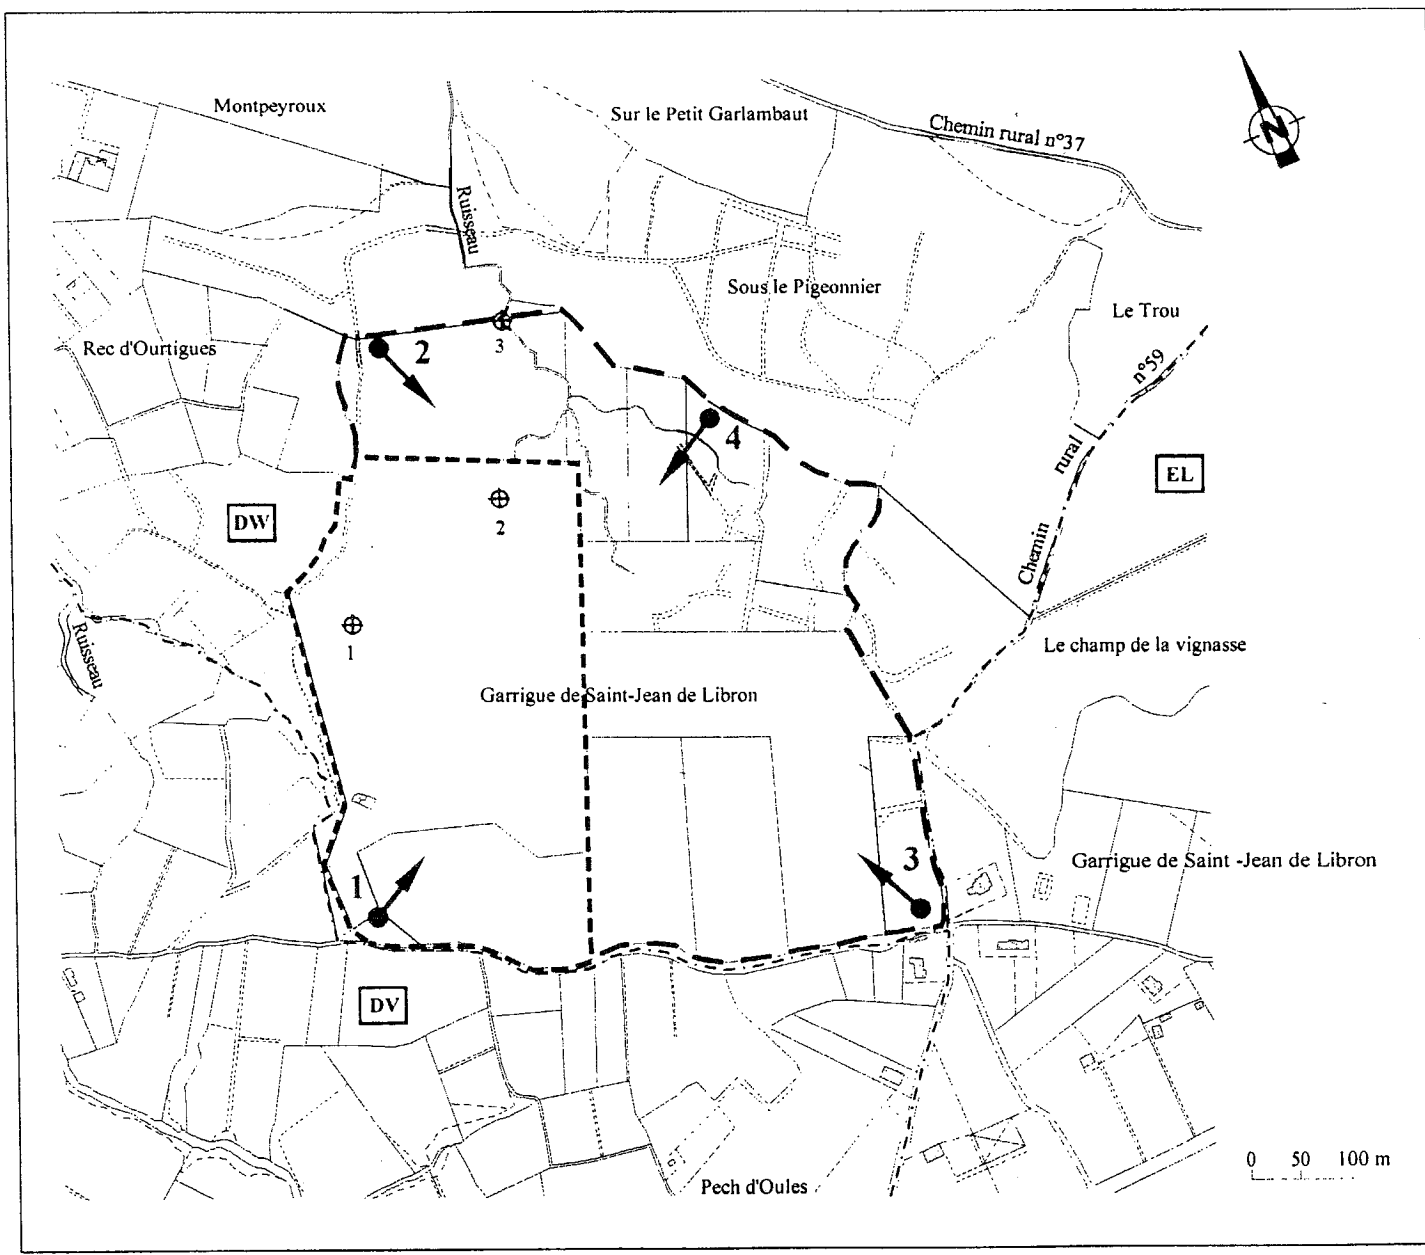 Montpeyroux
Sur le Petit Garlambaut
Chemin rural n°37
N
Ruisseau
Sous le Pigeonnier
Le Trou
Rec d'Ourtigues
2
3
n°59
4
rural
EL
DW
2
Chemin
1
Ruisseau
Le champ de la vignasse
Garrigue de Saint-Jean de Libron
3
Garrigue de Saint -Jean de Libron
1
DV
0 50 100 m
Pech d'Oules